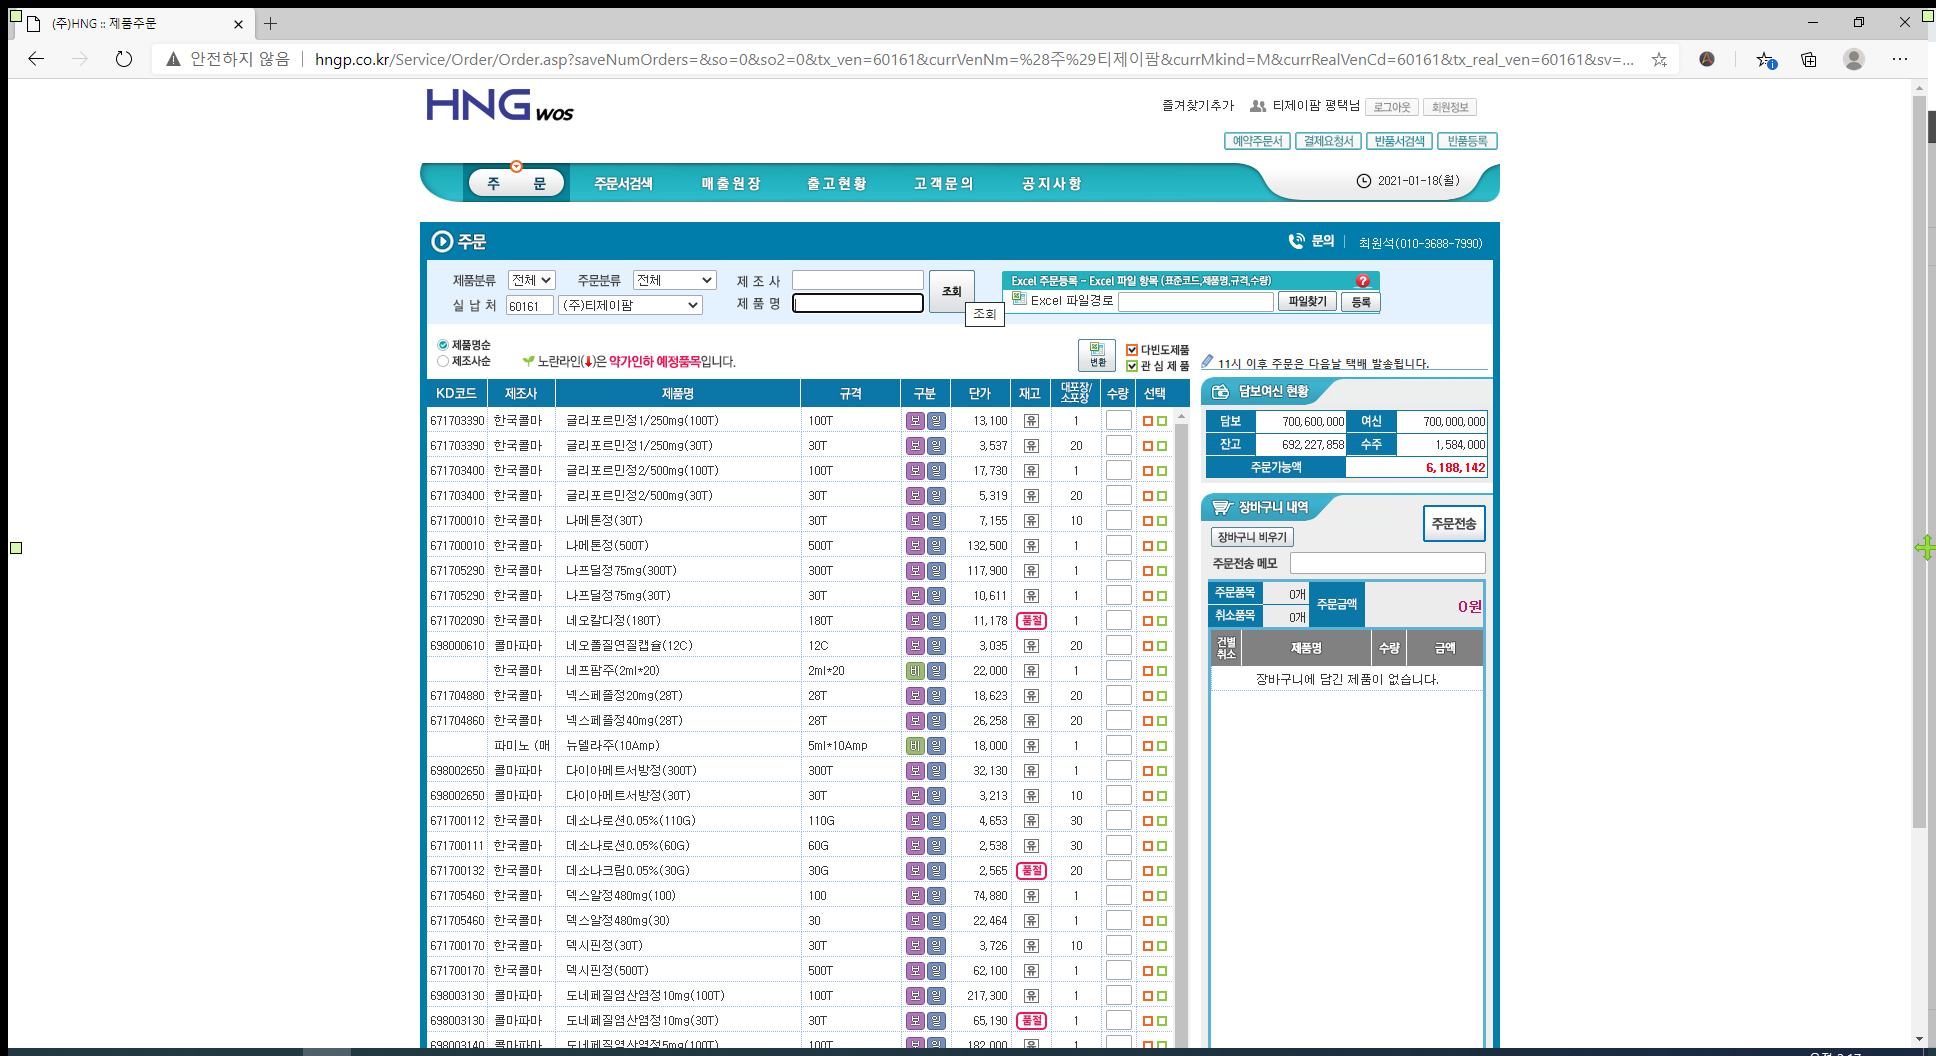 (주)HNG :: 제품주문
안전하지 않음 hngp.co.kr/Service/Order/Order.asp?saveNumOrders=&so=0&so2=0&tx_ven=60161&currVenNm=%28주%29티제이팜&currMkind=M&currRealVenCd=60161&tx_real_ven=60161&sv=...
HNG WOS
즐겨찾기추가 티제이팜 평택님 로그아웃 회원정보
예약주문서 결제요청서 반품서검색 반품등록
주 문 주문서검색 매출원장 출고현황 고객문의 공지사항 2021-01-18(월)
주문 문의 최원석(010-3688-7990)
제품분류 전체 주문분류 전체 제조사 조회
실납처 60161 (주)티제이팜 제품명
조회
Excel 주문등록 - Excel 파일 항목 (표준코드,제품명,규격,수량) ?
Excel 파일경로 파일찾기 등록
제품명순
제조사순
노란라인(↓)은 약가인하 예정품목입니다.
변환
다빈도제품
관심제품
11시 이후 주문은 다음날 택배 발송됩니다.
KD코드 제조사 제품명 규격 구분 단가 재고 대포장/소포장 수량 선택
671703390 한국콜마 글리포르민정1/250mg(100T) 100T 보 일 13,100 유 1
671703390 한국콜마 글리포르민정1/250mg(30T) 30T 보 일 3,537 유 20
671703400 한국콜마 글리포르민정2/500mg(100T) 100T 보 일 17,730 유 1
671703400 한국콜마 글리포르민정2/500mg(30T) 30T 보 일 5,319 유 20
671700010 한국콜마 나메톤정(30T) 30T 보 일 7,155 유 10
671700010 한국콜마 나메톤정(500T) 500T 보 일 132,500 유 1
671705290 한국콜마 나프딜정75mg(300T) 300T 보 일 117,900 유 1
671705290 한국콜마 나프딜정75mg(30T) 30T 보 일 10,611 유 1
671702090 한국콜마 네오칼디정(180T) 180T 보 일 11,178 품절 1
698000610 콜마파마 네오폴질연질캡슐(12C) 12C 보 일 3,035 유 20
한국콜마 네프팜주(2ml*20) 2ml*20 비 일 22,000 유 1
671704880 한국콜마 넥스페플정20mg(28T) 28T 보 일 18,623 유 20
671704860 한국콜마 넥스페플정40mg(28T) 28T 보 일 26,258 유 20
파미노 (매 뉴델라주(10Amp) 5ml*10Amp 비 일 18,000 유 1
698002650 콜마파마 다이아메트서방정(300T) 300T 보 일 32,130 유 1
698002650 콜마파마 다이아메트서방정(30T) 30T 보 일 3,213 유 10
671700112 한국콜마 데소나로션0.05%(110G) 110G 보 일 4,653 유 30
671700111 한국콜마 데소나로션0.05%(60G) 60G 보 일 2,538 유 30
671700132 한국콜마 데소나크림0.05%(30G) 30G 보 일 2,565 품절 20
671705460 한국콜마 덱스알정480mg(100) 100 보 일 74,880 유 1
671705460 한국콜마 덱스알정480mg(30) 30 보 일 22,464 유 1
671700170 한국콜마 덱시핀정(30T) 30T 보 일 3,726 유 10
671700170 한국콜마 덱시핀정(500T) 500T 보 일 62,100 유 1
698003130 콜마파마 도네페질염산염정10mg(100T) 100T 보 일 217,300 유 1
698003130 콜마파마 도네페질염산염정10mg(30T) 30T 보 일 65,190 품절 1
698003140 콜마파마 도네페질염산염정5mg(100T) 100T 보 일 182,000 유 1
담보여신 현황
담보 700,600,000 여신 700,000,000
잔고 692,227,858 수주 1,584,000
주문가능액 6,188,142
장바구니 내역
장바구니 비우기 주문전송
주문전송 메모
주문품목 0개 주문금액 0원
취소품목 0개
건별취소 제품명 수량 금액
장바구니에 담긴 제품이 없습니다.